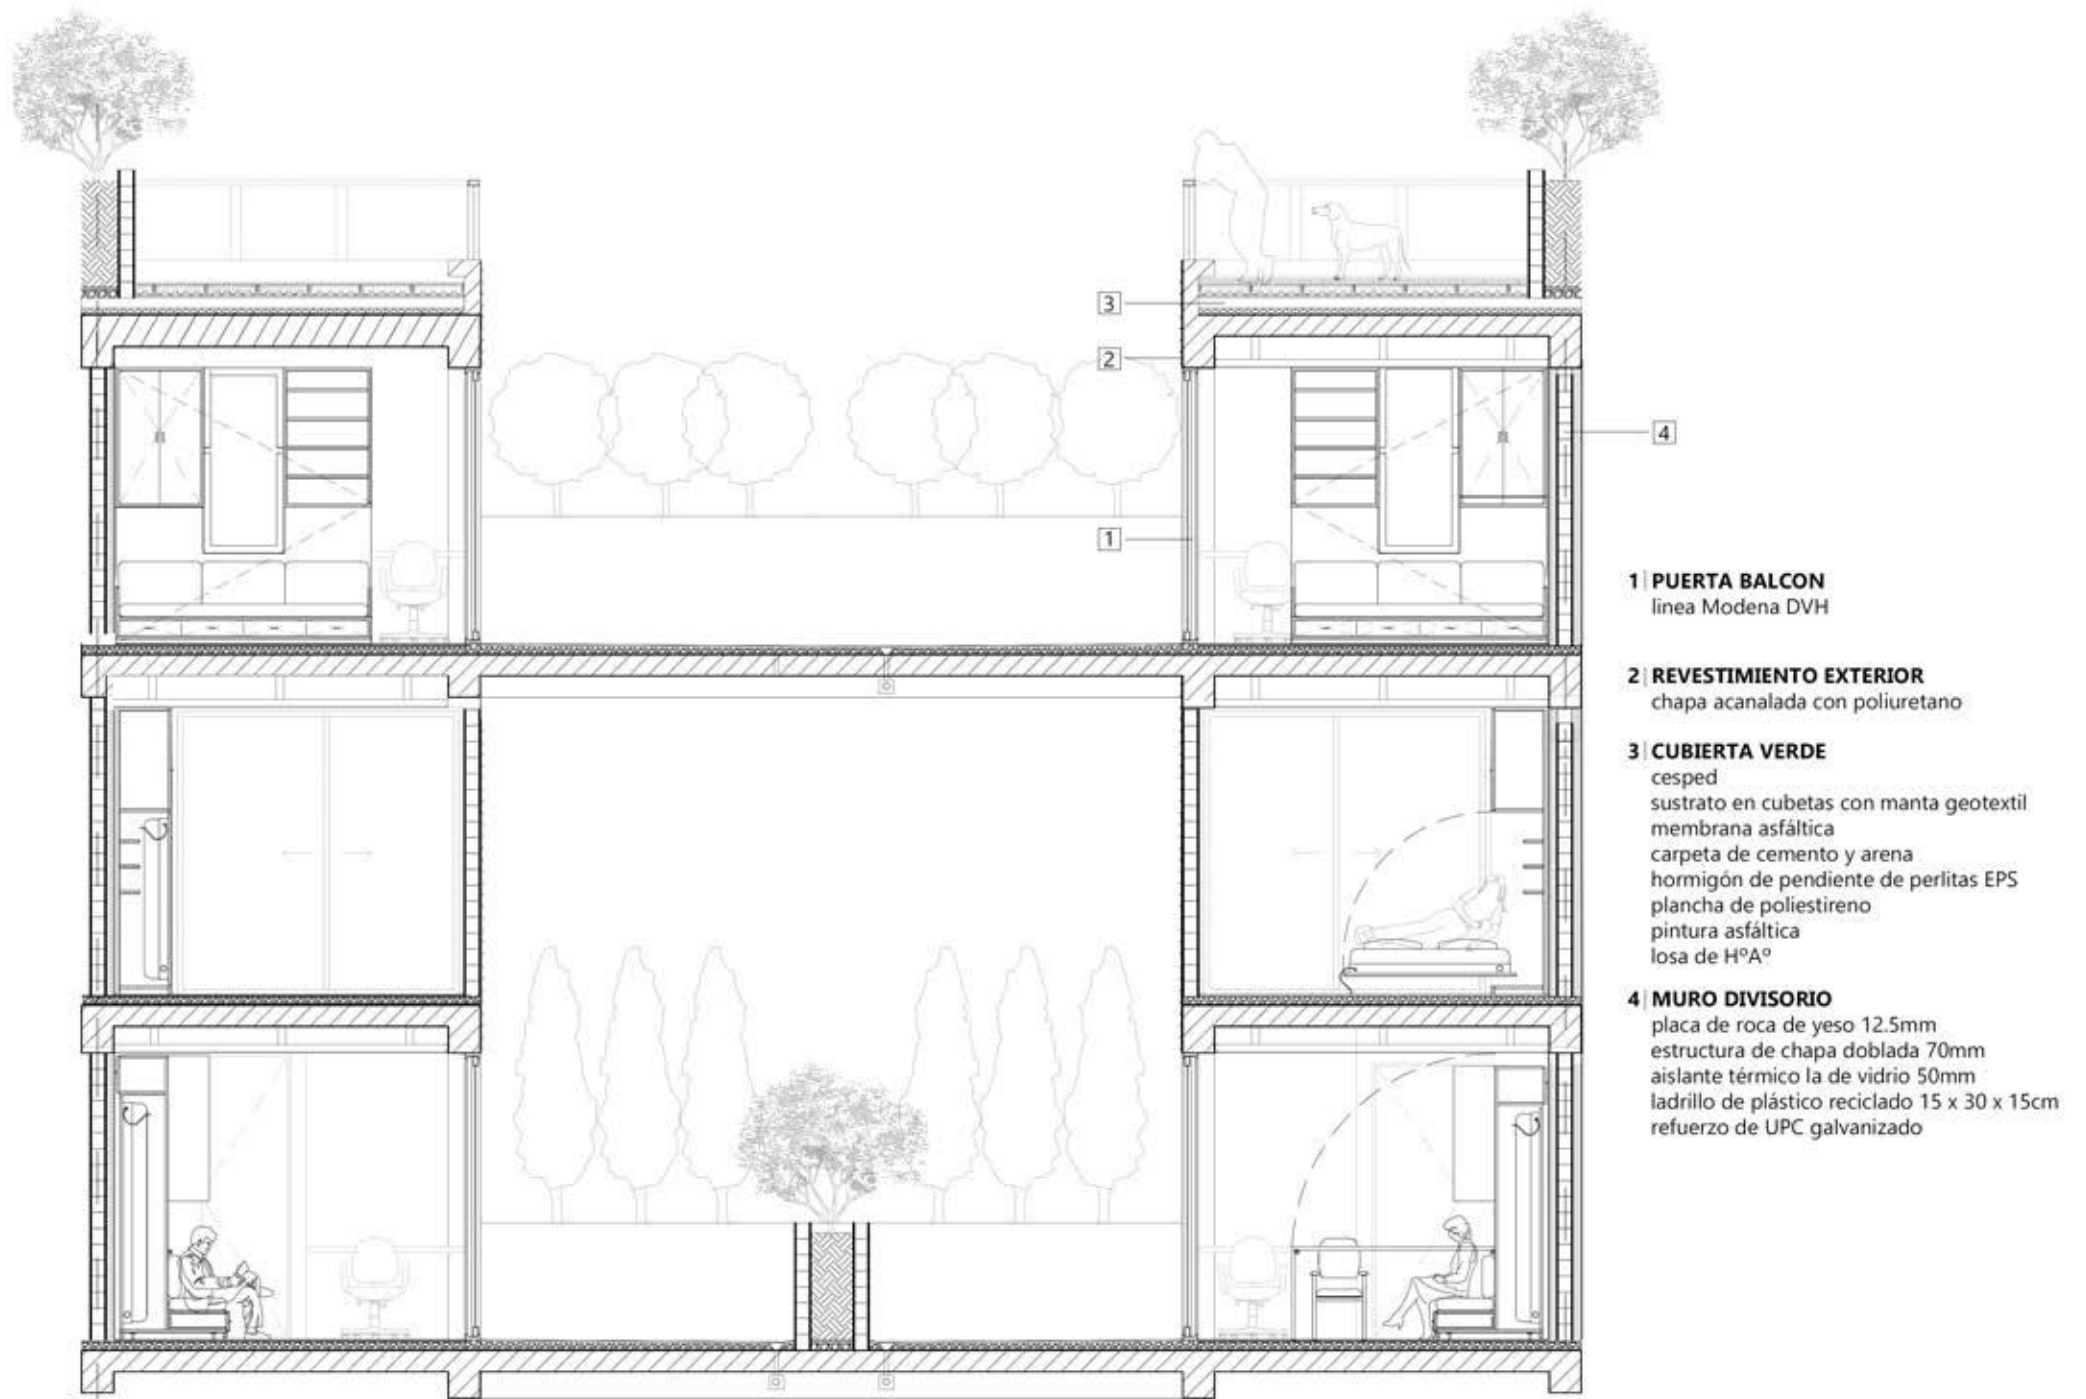 3
2
4
1
1 PUERTA BALCON
linea Modena DVH
2 REVESTIMIENTO EXTERIOR
chapa acanalada con poliuretano
3 CUBIERTA VERDE
cesped
sustrato en cubetas con manta geotextil
membrana asfáltica
carpeta de cemento y arena
hormigón de pendiente de perlitas EPS
plancha de poliestireno
pintura asfáltica
losa de HºAº
4 MURO DIVISORIO
placa de roca de yeso 12.5mm
estructura de chapa doblada 70mm
aislante térmico la de vidrio 50mm
ladrillo de plástico reciclado 15 x 30 x 15cm
refuerzo de UPC galvanizado